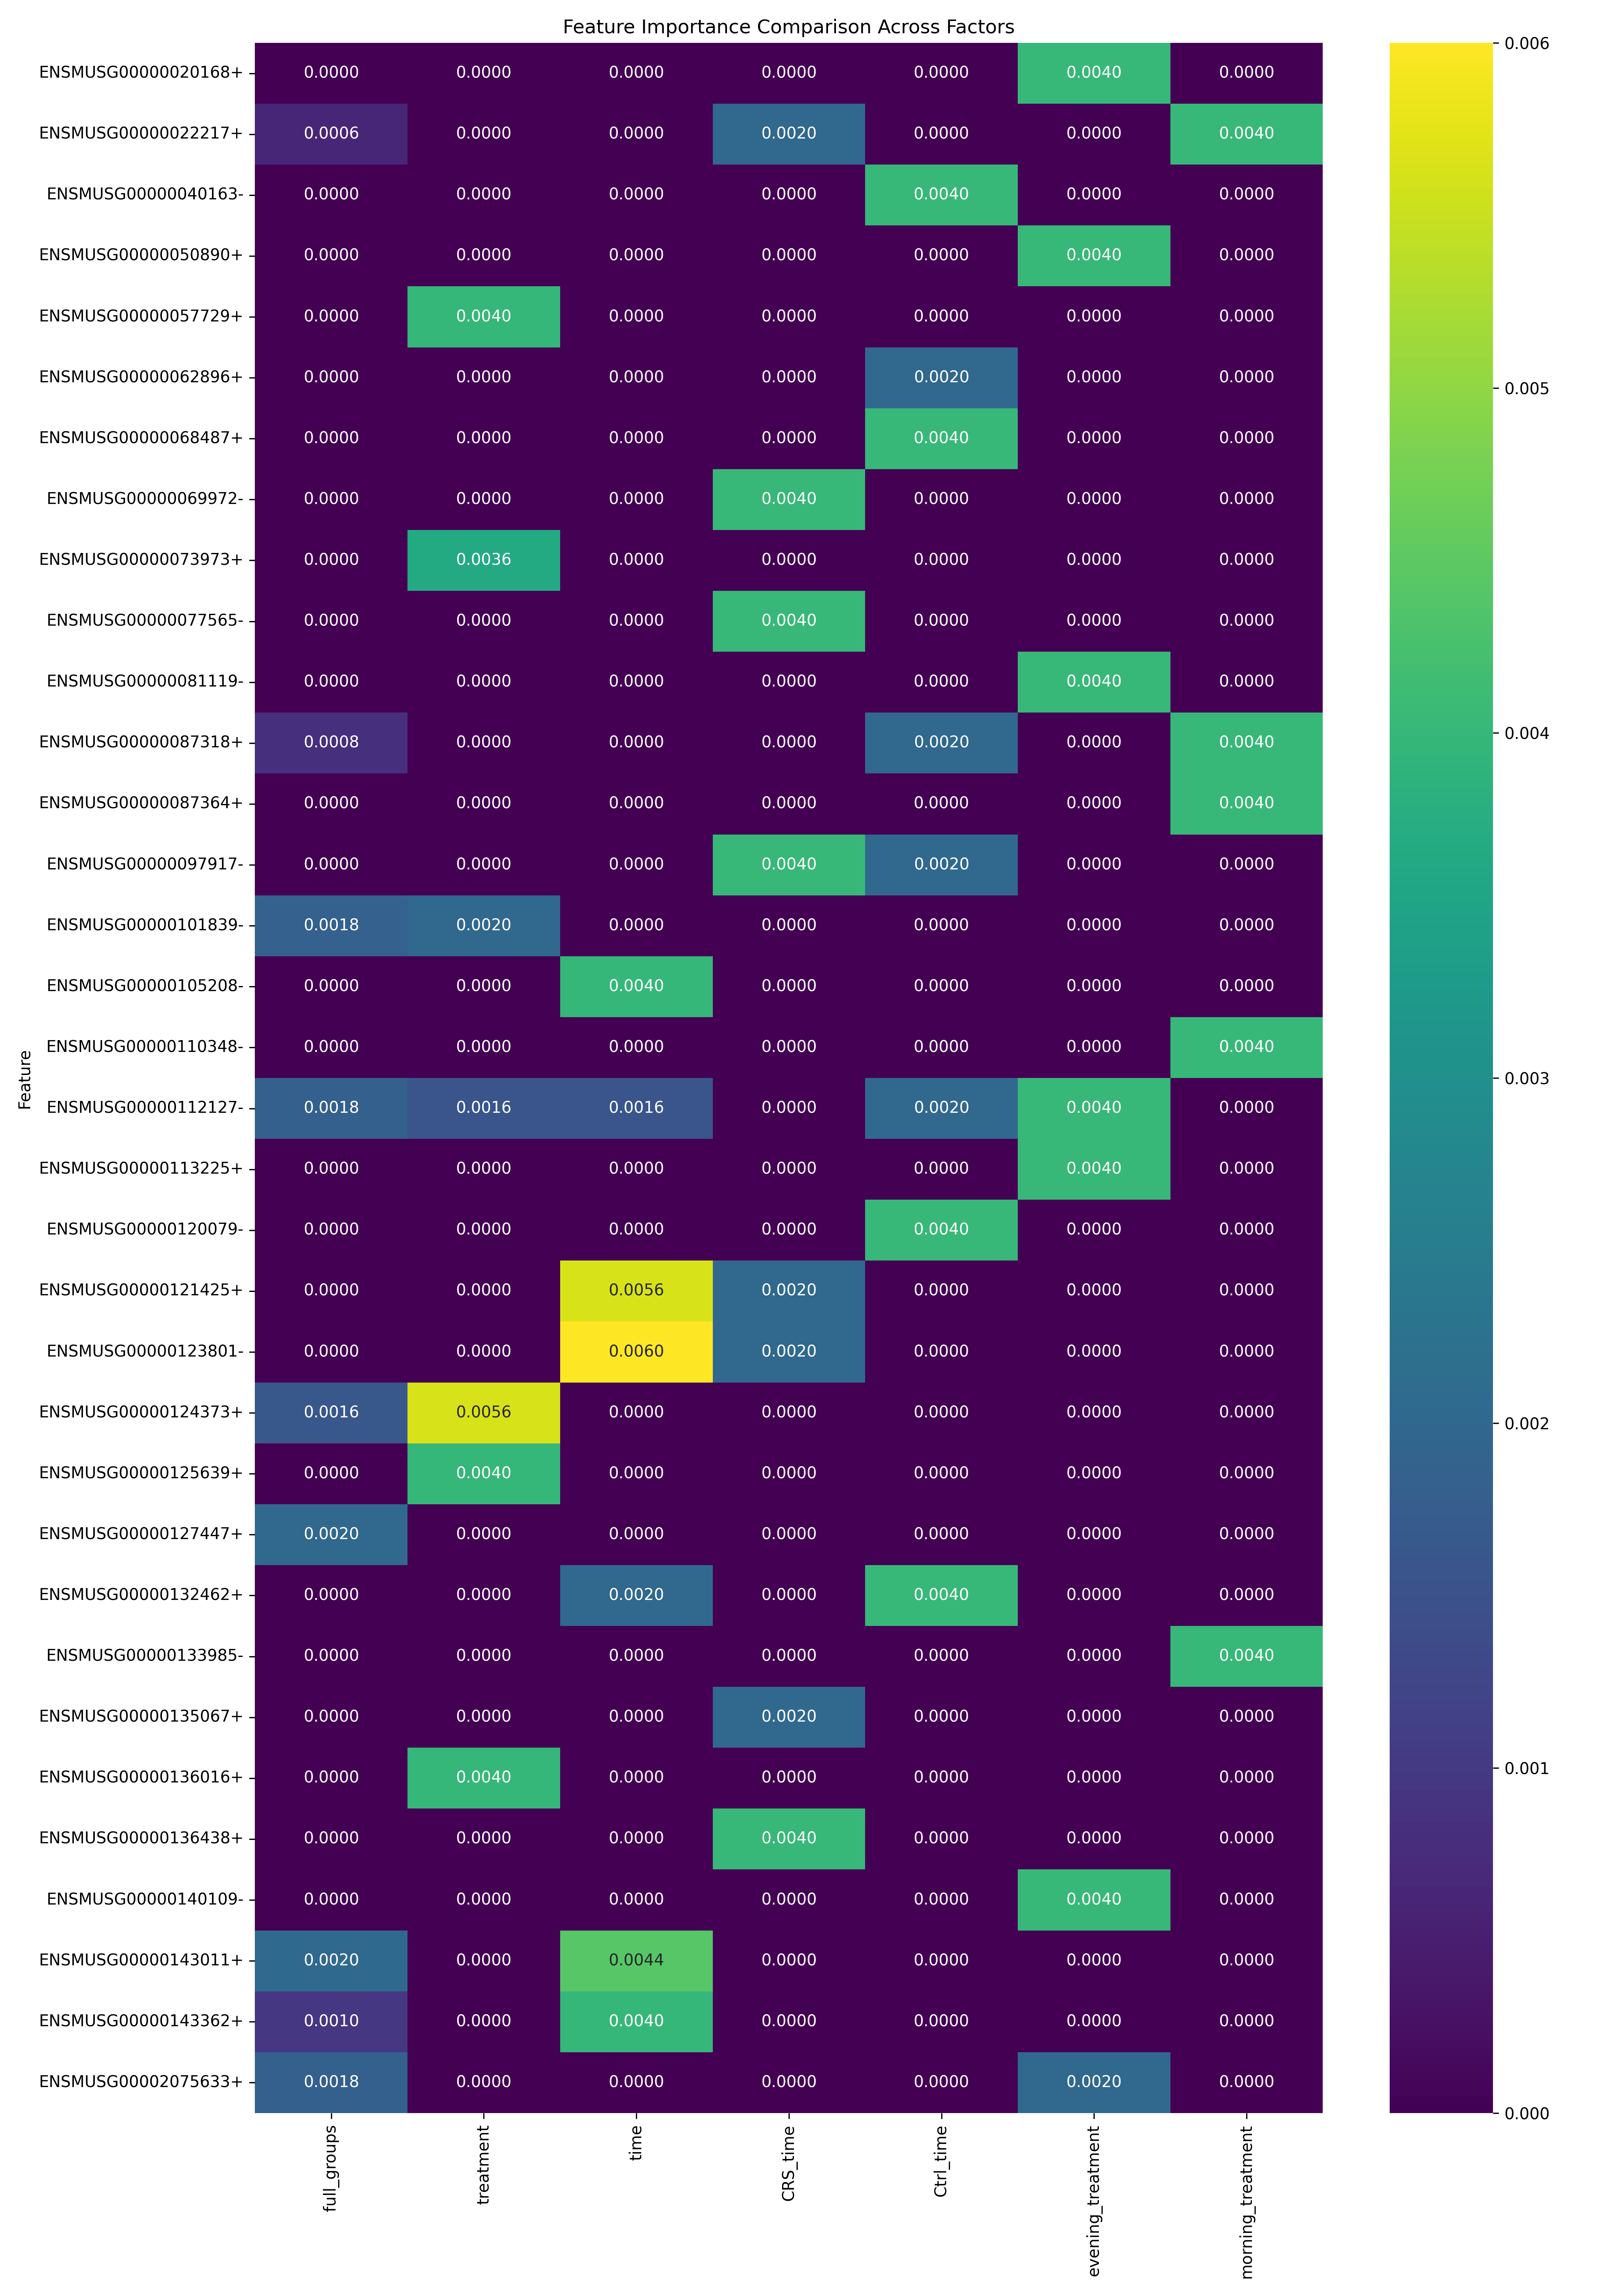 Feature Importance Comparison Across Factors
ENSMUSG00000020168+ 0.0000 0.0000 0.0000 0.0000 0.0000 0.0040 0.0000
ENSMUSG00000022217+ 0.0006 0.0000 0.0000 0.0020 0.0000 0.0000 0.0040
ENSMUSG00000040163- 0.0000 0.0000 0.0000 0.0000 0.0040 0.0000 0.0000
ENSMUSG00000050890+ 0.0000 0.0000 0.0000 0.0000 0.0000 0.0040 0.0000
ENSMUSG00000057729+ 0.0000 0.0040 0.0000 0.0000 0.0000 0.0000 0.0000
ENSMUSG00000062896+ 0.0000 0.0000 0.0000 0.0000 0.0020 0.0000 0.0000
ENSMUSG00000068487+ 0.0000 0.0000 0.0000 0.0000 0.0040 0.0000 0.0000
ENSMUSG00000069972- 0.0000 0.0000 0.0000 0.0040 0.0000 0.0000 0.0000
ENSMUSG00000073973+ 0.0000 0.0036 0.0000 0.0000 0.0000 0.0000 0.0000
ENSMUSG00000077565- 0.0000 0.0000 0.0000 0.0040 0.0000 0.0000 0.0000
ENSMUSG00000081119- 0.0000 0.0000 0.0000 0.0000 0.0000 0.0040 0.0000
ENSMUSG00000087318+ 0.0008 0.0000 0.0000 0.0000 0.0020 0.0000 0.0040
ENSMUSG00000087364+ 0.0000 0.0000 0.0000 0.0000 0.0000 0.0000 0.0040
ENSMUSG00000097917- 0.0000 0.0000 0.0000 0.0040 0.0020 0.0000 0.0000
ENSMUSG00000101839- 0.0018 0.0020 0.0000 0.0000 0.0000 0.0000 0.0000
ENSMUSG00000105208- 0.0000 0.0000 0.0040 0.0000 0.0000 0.0000 0.0000
ENSMUSG00000110348- 0.0000 0.0000 0.0000 0.0000 0.0000 0.0000 0.0040
ENSMUSG00000112127- 0.0018 0.0016 0.0016 0.0000 0.0020 0.0040 0.0000
ENSMUSG00000113225+ 0.0000 0.0000 0.0000 0.0000 0.0000 0.0040 0.0000
ENSMUSG00000120079- 0.0000 0.0000 0.0000 0.0000 0.0040 0.0000 0.0000
ENSMUSG00000121425+ 0.0000 0.0000 0.0056 0.0020 0.0000 0.0000 0.0000
ENSMUSG00000123801- 0.0000 0.0000 0.0060 0.0020 0.0000 0.0000 0.0000
ENSMUSG00000124373+ 0.0016 0.0056 0.0000 0.0000 0.0000 0.0000 0.0000
ENSMUSG00000125639+ 0.0000 0.0040 0.0000 0.0000 0.0000 0.0000 0.0000
ENSMUSG00000127447+ 0.0020 0.0000 0.0000 0.0000 0.0000 0.0000 0.0000
ENSMUSG00000132462+ 0.0000 0.0000 0.0020 0.0000 0.0040 0.0000 0.0000
ENSMUSG00000133985- 0.0000 0.0000 0.0000 0.0000 0.0000 0.0000 0.0040
ENSMUSG00000135067+ 0.0000 0.0000 0.0000 0.0020 0.0000 0.0000 0.0000
ENSMUSG00000136016+ 0.0000 0.0040 0.0000 0.0000 0.0000 0.0000 0.0000
ENSMUSG00000136438+ 0.0000 0.0000 0.0000 0.0040 0.0000 0.0000 0.0000
ENSMUSG00000140109- 0.0000 0.0000 0.0000 0.0000 0.0000 0.0040 0.0000
ENSMUSG00000143011+ 0.0020 0.0000 0.0044 0.0000 0.0000 0.0000 0.0000
ENSMUSG00000143362+ 0.0010 0.0000 0.0040 0.0000 0.0000 0.0000 0.0000
ENSMUSG00002075633+ 0.0018 0.0000 0.0000 0.0000 0.0000 0.0020 0.0000
Feature
full_groups
treatment
time
CRS_time
Ctrl_time
evening_treatment
morning_treatment
0.006
0.005
0.004
0.003
0.002
0.001
0.000